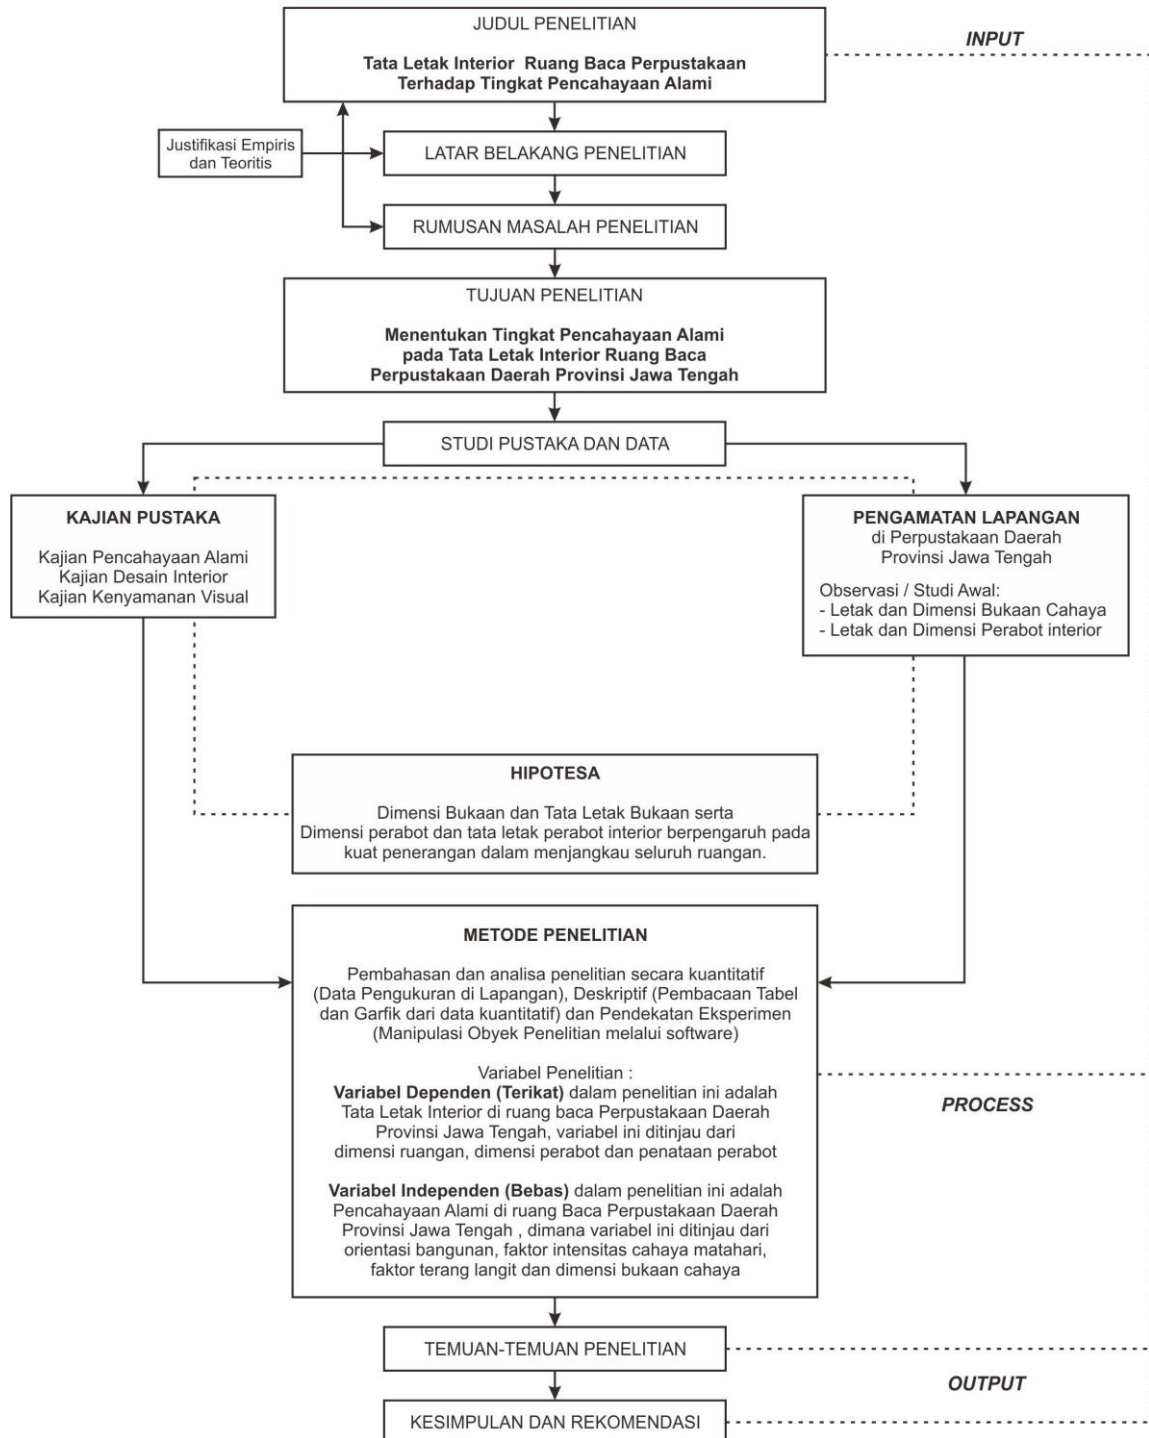 JUDUL PENELITIAN
Tata Letak Interior Ruang Baca Perpustakaan
Terhadap Tingkat Pencahayaan Alami
INPUT
Justifikasi Empiris
dan Teoritis
LATAR BELAKANG PENELITIAN
RUMUSAN MASALAH PENELITIAN
TUJUAN PENELITIAN
Menentukan Tingkat Pencahayaan Alami
pada Tata Letak Interior Ruang Baca
Perpustakaan Daerah Provinsi Jawa Tengah
STUDI PUSTAKA DAN DATA
KAJIAN PUSTAKA
Kajian Pencahayaan Alami
Kajian Desain Interior
Kajian Kenyamanan Visual
PENGAMATAN LAPANGAN
di Perpustakaan Daerah
Provinsi Jawa Tengah
Observasi / Studi Awal:
- Letak dan Dimensi Bukaan Cahaya
- Letak dan Dimensi Perabot interior
HIPOTESA
Dimensi Bukaan dan Tata Letak Bukaan serta
Dimensi perabot dan tata letak perabot interior berpengaruh pada
kuat penerangan dalam menjangkau seluruh ruangan.
METODE PENELITIAN
Pembahasan dan analisa penelitian secara kuantitatif
(Data Pengukuran di Lapangan), Deskriptif (Pembacaan Tabel
dan Garfik dari data kuantitatif) dan Pendekatan Eksperimen
(Manipulasi Obyek Penelitian melalui software)
Variabel Penelitian :
Variabel Dependen (Terikat) dalam penelitian ini adalah
Tata Letak Interior di ruang baca Perpustakaan Daerah
Provinsi Jawa Tengah, variabel ini ditinjau dari
dimensi ruangan, dimensi perabot dan penataan perabot
Variabel Independen (Bebas) dalam penelitian ini adalah
Pencahayaan Alami di ruang Baca Perpustakaan Daerah
Provinsi Jawa Tengah , dimana variabel ini ditinjau dari
orientasi bangunan, faktor intensitas cahaya matahari,
faktor terang langit dan dimensi bukaan cahaya
PROCESS
TEMUAN-TEMUAN PENELITIAN
OUTPUT
KESIMPULAN DAN REKOMENDASI